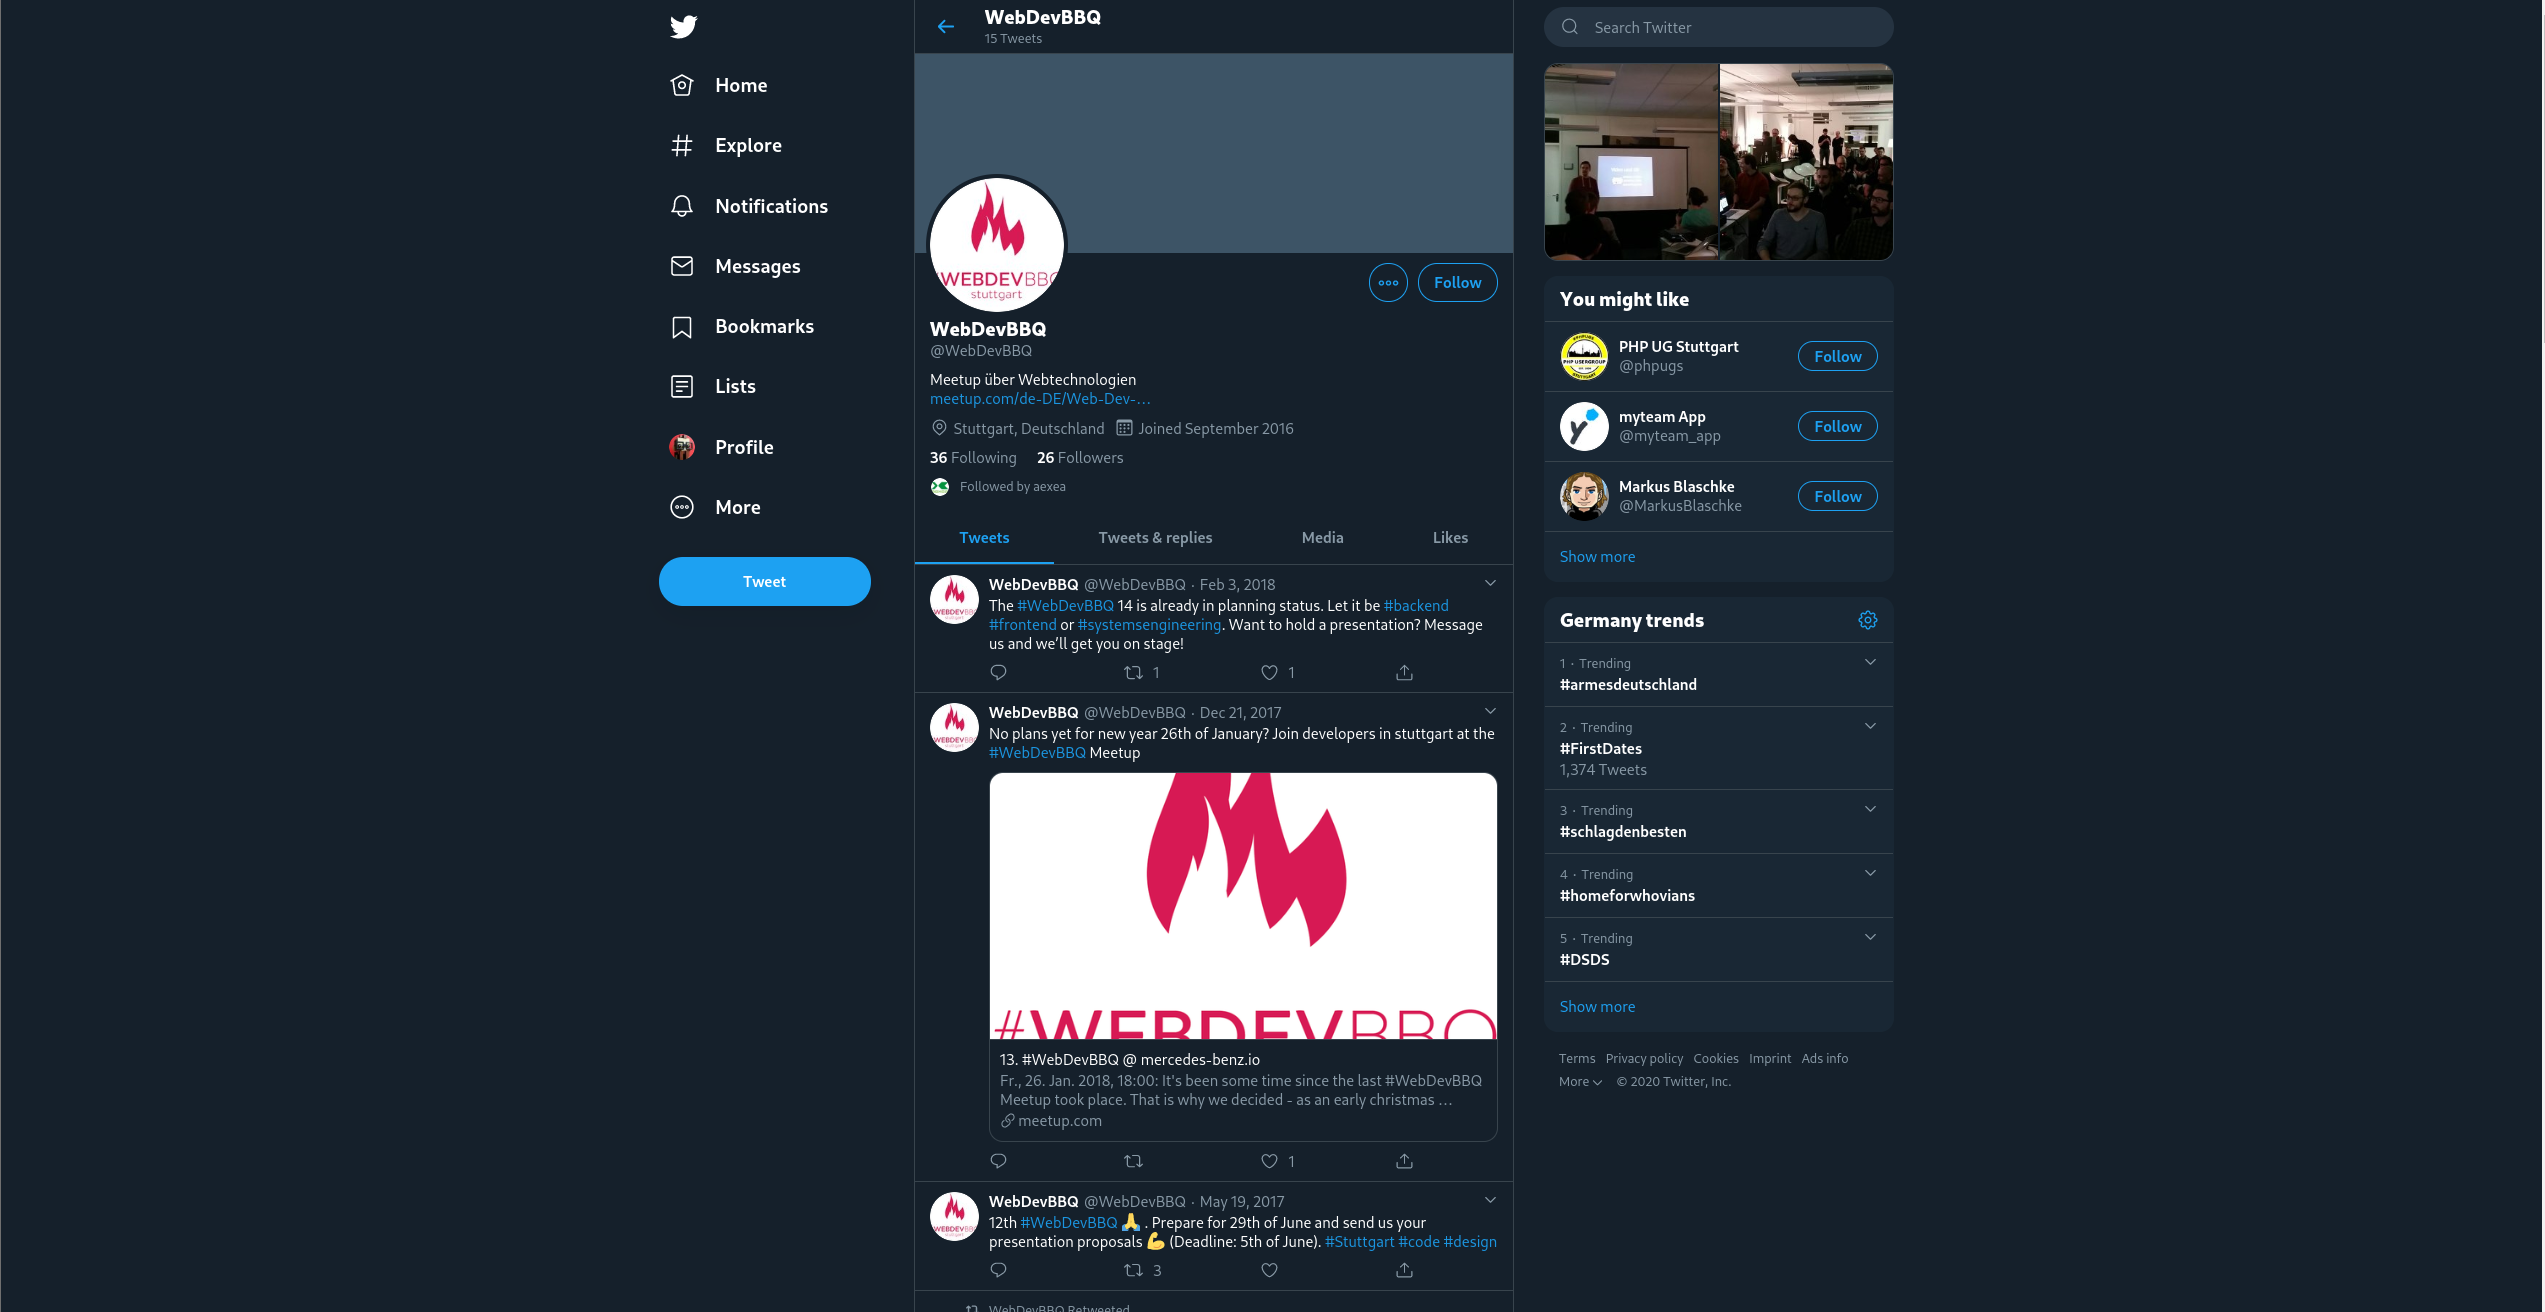 Home
Explore
Notifications
Messages
Bookmarks
Lists
Profile
More
Tweet
WebDevBBQ
15 Tweets
WEBDEVBBQ
stuttgart
Follow
WebDevBBQ
@WebDevBBQ
Meetup über Webtechnologien
meetup.com/de-DE/Web-Dev-…
Stuttgart, Deutschland Joined September 2016
36 Following 26 Followers
Followed by aexea
Tweets Tweets & replies Media Likes
WebDevBBQ @WebDevBBQ · Feb 3, 2018
The #WebDevBBQ 14 is already in planning status. Let it be #backend
#frontend or #systemsengineering. Want to hold a presentation? Message
us and we'll get you on stage!
1 1
WebDevBBQ @WebDevBBQ · Dec 21, 2017
No plans yet for new year 26th of January? Join developers in stuttgart at the
#WebDevBBQ Meetup
#WEBDEVBBQ
13. #WebDevBBQ @ mercedes-benz.io
Fr., 26. Jan. 2018, 18:00: It's been some time since the last #WebDevBBQ
Meetup took place. That is why we decided - as an early christmas …
meetup.com
1
WebDevBBQ @WebDevBBQ · May 19, 2017
12th #WebDevBBQ 🙏 . Prepare for 29th of June and send us your
presentation proposals 💪 (Deadline: 5th of June). #Stuttgart #code #design
3
WebDevBBQ Retweeted
Search Twitter
You might like
PHP UG Stuttgart
@phpugs
Follow
myteam App
@myteam_app
Follow
Markus Blaschke
@MarkusBlaschke
Follow
Show more
Germany trends
1 · Trending
#armesdeutschland
2 · Trending
#FirstDates
1,374 Tweets
3 · Trending
#schlagdenbesten
4 · Trending
#homeforwhovians
5 · Trending
#DSDS
Show more
Terms Privacy policy Cookies Imprint Ads info
More © 2020 Twitter, Inc.